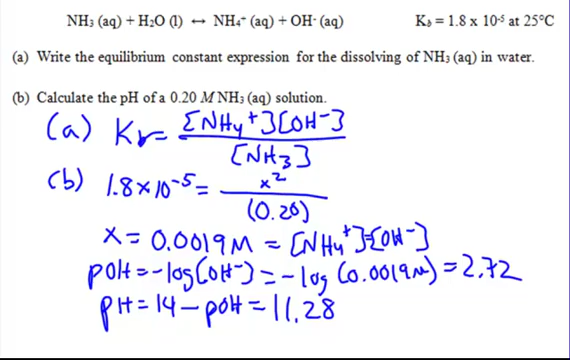 NH₃ (aq) + H₂O (l) ↔ NH₄⁺ (aq) + OH⁻ (aq) K_b = 1.8 x 10⁻⁵ at 25°C
(a) Write the equilibrium constant expression for the dissolving of NH₃ (aq) in water.
(b) Calculate the pH of a 0.20 M NH₃ (aq) solution.
(a) K_b = [NH₄⁺][OH⁻] / [NH₃]
(b) 1.8 x 10⁻⁵ = x² / (0.20)
x = 0.0019M = [NH₄⁺]=[OH⁻]
pOH = -log[OH⁻] = -log (0.0019M) = 2.72
pH = 14 - pOH = 11.28